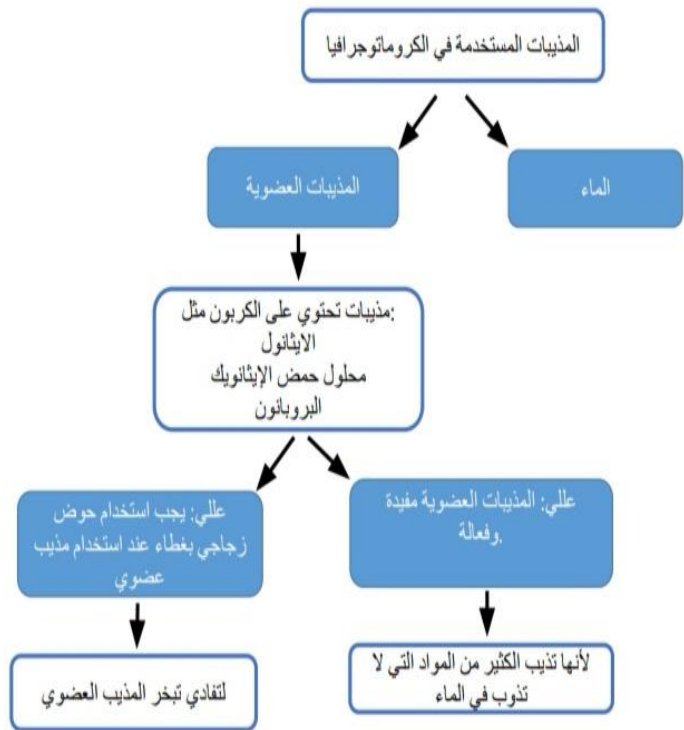 المذيبات المستخدمة في الكروماتوجرافيا
الماء
المذيبات العضوية
مذيبات تحتوي على الكربون مثل:
الايثانول
محلول حمض الإيثانويك
البروبانون
عللي: المذيبات العضوية مفيدة
وفعالة.
عللي: يجب استخدام حوض
زجاجي بغطاء عند استخدام مذيب
عضوي
لأنها تذيب الكثير من المواد التي لا
تذوب في الماء
لتفادي تبخر المذيب العضوي